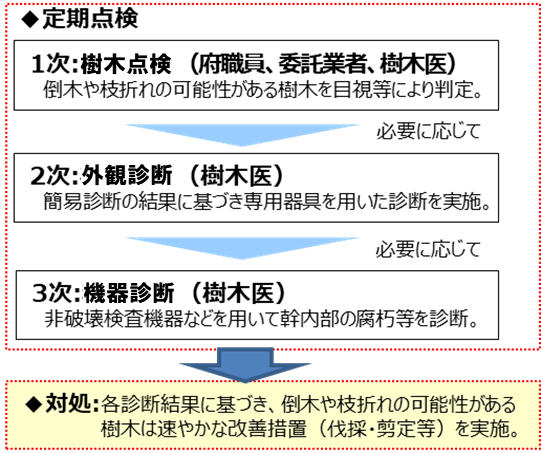 ◆定期点検
1次:樹木点検（府職員、委託業者、樹木医）
倒木や枝折れの可能性がある樹木を目視等により判定。
必要に応じて
2次:外観診断（樹木医）
簡易診断の結果に基づき専用器具を用いた診断を実施。
必要に応じて
3次:機器診断（樹木医）
非破壊検査機器などを用いて幹内部の腐朽等を診断。
◆対処:各診断結果に基づき、倒木や枝折れの可能性がある
樹木は速やかな改善措置（伐採・剪定等）を実施。